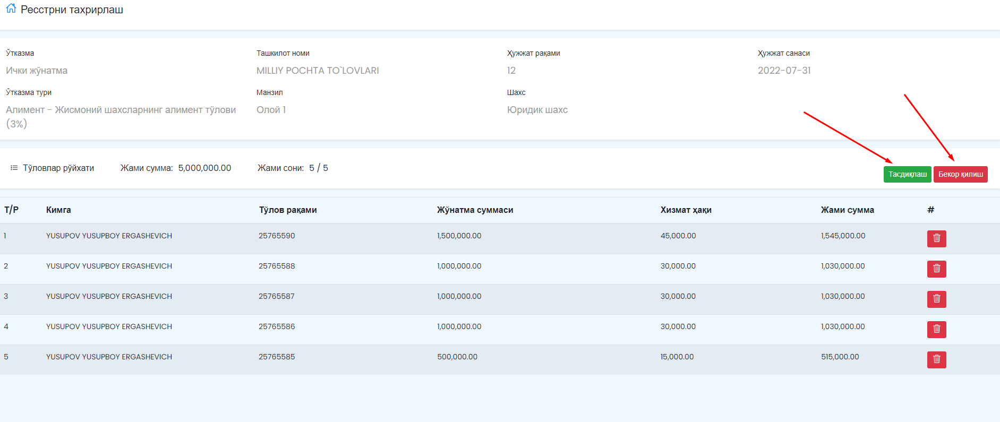 Ресстрни тахрирлаш
Ўтказма Ташкилот номи Ҳужжат рақами Ҳужжат санаси
Ички жўнатма MILLIY POCHTA TO`LOVLARI 12 2022-07-31
Ўтказма тури Манзил Шахс
Алимент - Жисмоний шахсларнинг алимент тўлови Олой 1 Юридик шахс
(3%)
Тўловлар рўйхати Жами сумма: 5,000,000.00 Жами сони: 5 / 5
Тасдиқлаш Бекор қилиш
Т/Р Кимга Тўлов рақами Жўнатма суммаси Хизмат ҳақи Жами сумма #
1 YUSUPOV YUSUPBOY ERGASHEVICH 25765590 1,500,000.00 45,000.00 1,545,000.00
2 YUSUPOV YUSUPBOY ERGASHEVICH 25765588 1,000,000.00 30,000.00 1,030,000.00
3 YUSUPOV YUSUPBOY ERGASHEVICH 25765587 1,000,000.00 30,000.00 1,030,000.00
4 YUSUPOV YUSUPBOY ERGASHEVICH 25765586 1,000,000.00 30,000.00 1,030,000.00
5 YUSUPOV YUSUPBOY ERGASHEVICH 25765585 500,000.00 15,000.00 515,000.00